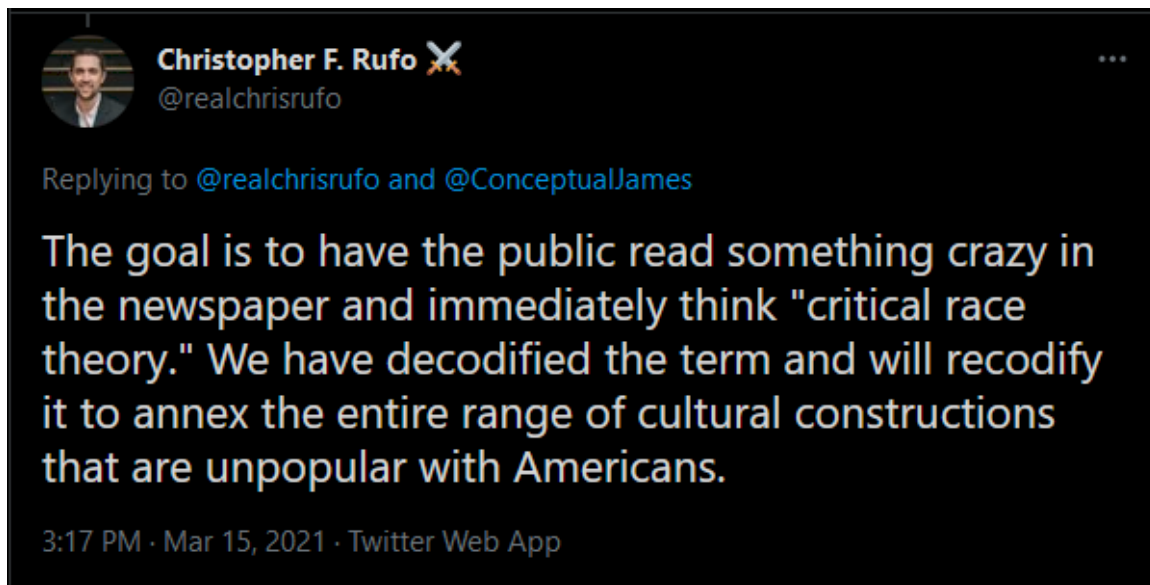 Christopher F. Rufo ⚔️
@realchrisrufo
Replying to @realchrisrufo and @ConceptualJames
The goal is to have the public read something crazy in
the newspaper and immediately think "critical race
theory." We have decodified the term and will recodify
it to annex the entire range of cultural constructions
that are unpopular with Americans.
3:17 PM · Mar 15, 2021 · Twitter Web App